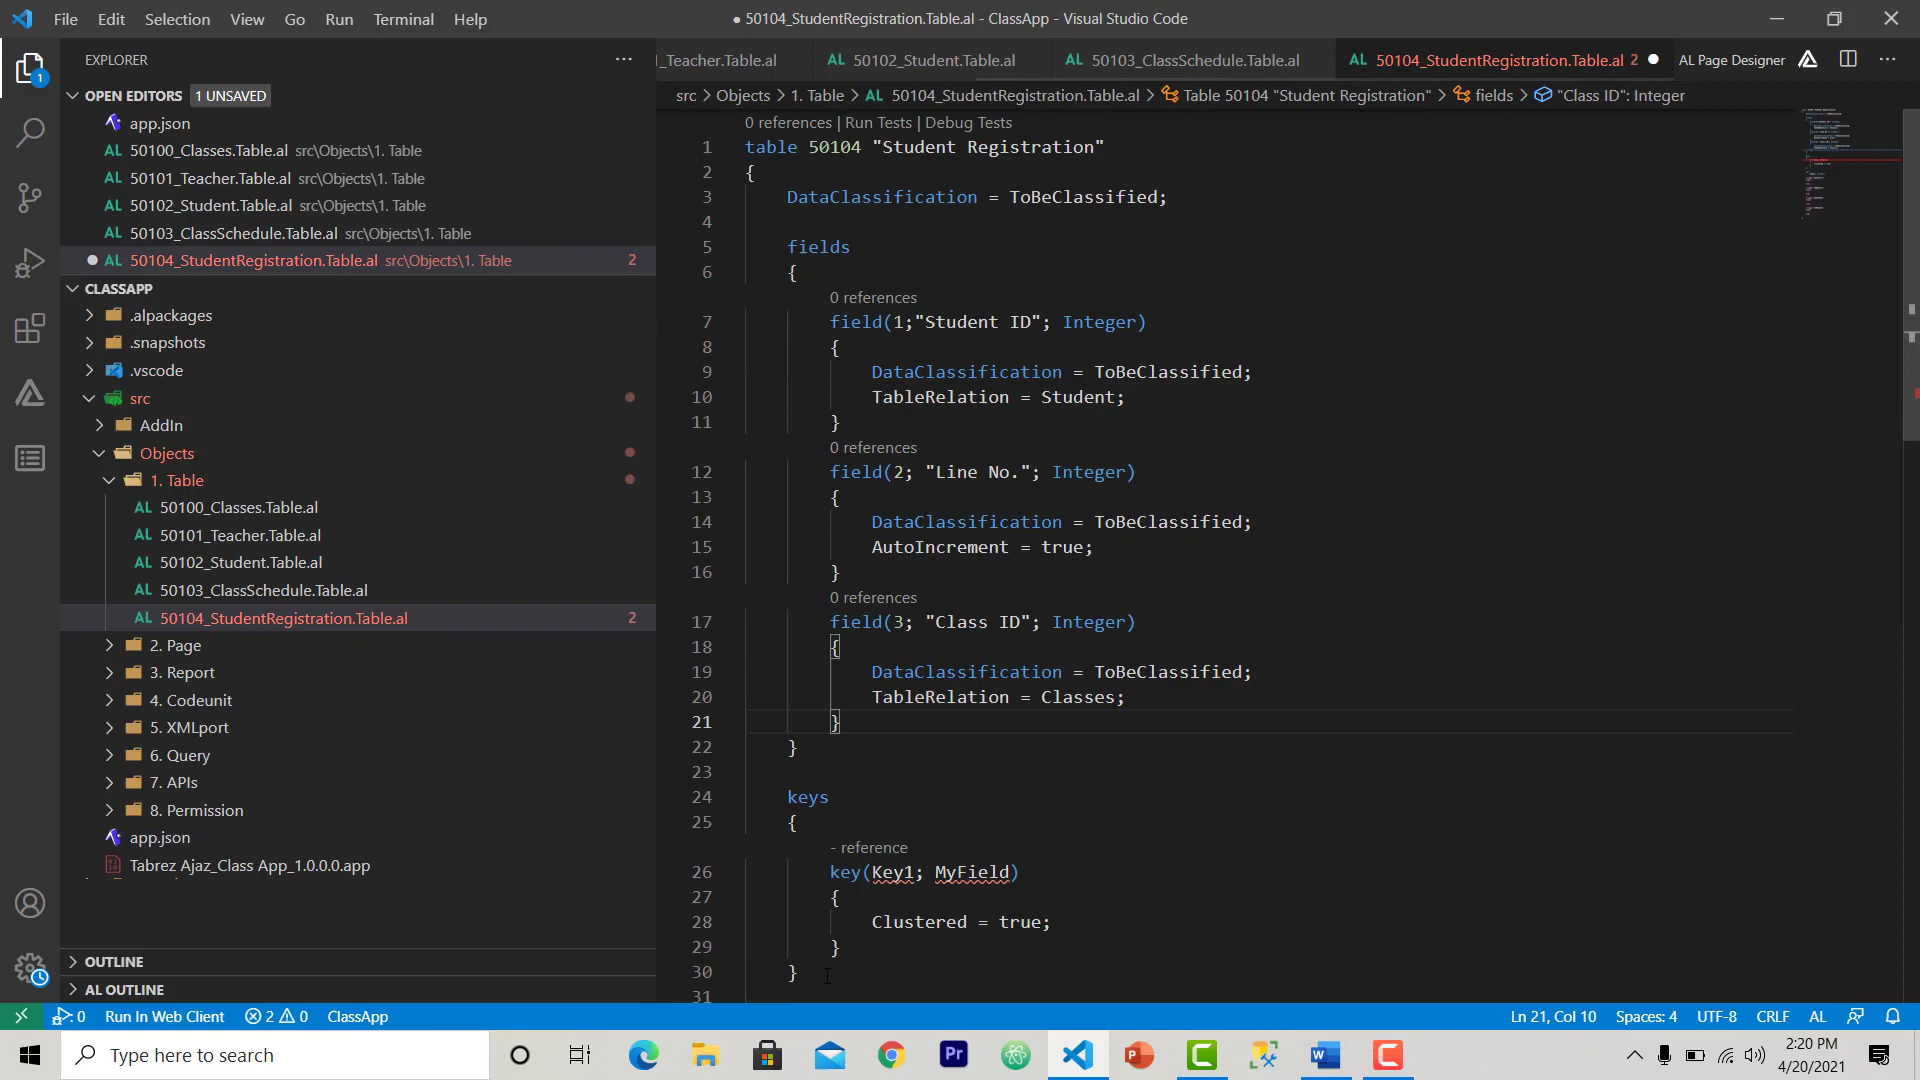 File Edit Selection View Go Run Terminal Help
● 50104_StudentRegistration.Table.al - ClassApp - Visual Studio Code
EXPLORER
OPEN EDITORS 1 UNSAVED
app.json
50100_Classes.Table.al src\Objects\1. Table
50101_Teacher.Table.al src\Objects\1. Table
50102_Student.Table.al src\Objects\1. Table
50103_ClassSchedule.Table.al src\Objects\1. Table
50104_StudentRegistration.Table.al src\Objects\1. Table 2
CLASSAPP
.alpackages
.snapshots
.vscode
src
AddIn
Objects
1. Table
50100_Classes.Table.al
50101_Teacher.Table.al
50102_Student.Table.al
50103_ClassSchedule.Table.al
50104_StudentRegistration.Table.al 2
2. Page
3. Report
4. Codeunit
5. XMLport
6. Query
7. APIs
8. Permission
app.json
Tabrez Ajaz_Class App_1.0.0.0.app
OUTLINE
AL OUTLINE
_Teacher.Table.al AL 50102_Student.Table.al AL 50103_ClassSchedule.Table.al AL 50104_StudentRegistration.Table.al 2 ● AL Page Designer
src > Objects > 1. Table > AL 50104_StudentRegistration.Table.al > Table 50104 "Student Registration" > fields > "Class ID": Integer
0 references | Run Tests | Debug Tests
1 table 50104 "Student Registration"
2 {
3 DataClassification = ToBeClassified;
4
5 fields
6 {
0 references
7 field(1;"Student ID"; Integer)
8 {
9 DataClassification = ToBeClassified;
10 TableRelation = Student;
11 }
0 references
12 field(2; "Line No."; Integer)
13 {
14 DataClassification = ToBeClassified;
15 AutoIncrement = true;
16 }
0 references
17 field(3; "Class ID"; Integer)
18 {
19 DataClassification = ToBeClassified;
20 TableRelation = Classes;
21 }
22 }
23
24 keys
25 {
- reference
26 key(Key1; MyField)
27 {
28 Clustered = true;
29 }
30 }
31
0 Run In Web Client 2 0 ClassApp Ln 21, Col 10 Spaces: 4 UTF-8 CRLF AL
Type here to search
2:20 PM
4/20/2021